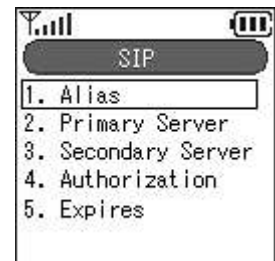 SIP
1. Alias
2. Primary Server
3. Secondary Server
4. Authorization
5. Expires